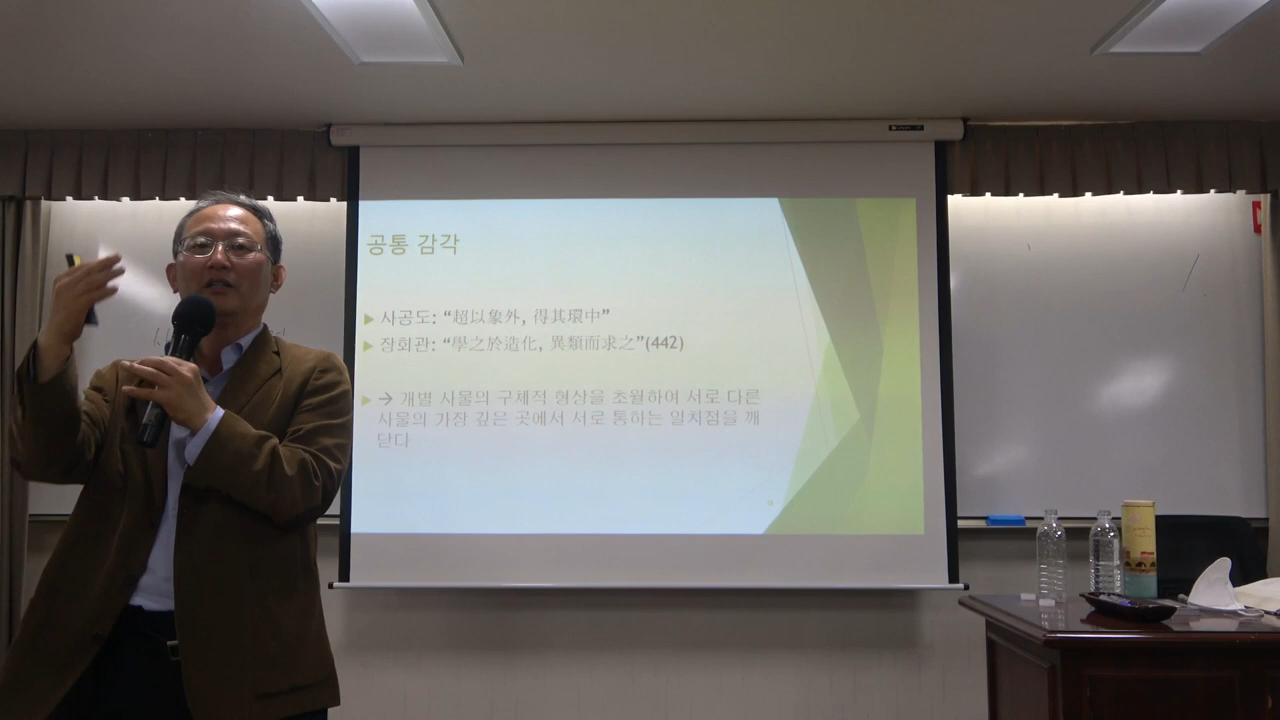 공통 감각
사공도: “超以象外, 得其環中”
장회관: “學之於造化, 異類而求之”(442)
→ 개별 사물의 구체적 형상을 초월하여 서로 다른
사물의 가장 깊은 곳에서 서로 통하는 일치점을 깨
닫다